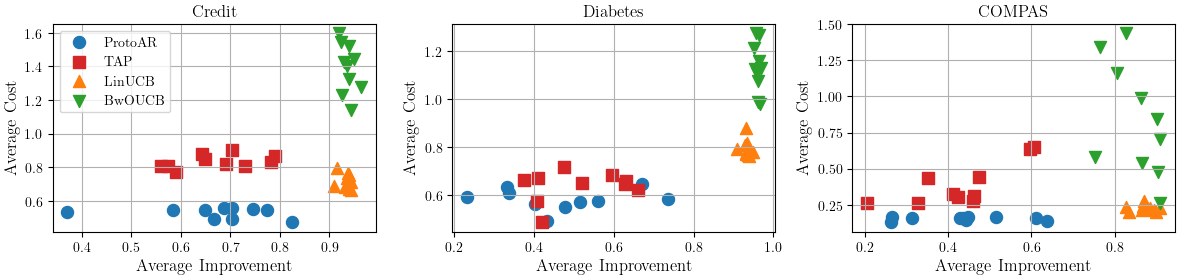 Credit
1.6
1.4
1.2
1.0
0.8
0.6
Average Cost
ProtoAR
TAP
LinUCB
BwOUCB
0.4 0.5 0.6 0.7 0.8 0.9
Average Improvement
Diabetes
1.2
1.0
0.8
0.6
Average Cost
0.2 0.4 0.6 0.8 1.0
Average Improvement
COMPAS
1.50
1.25
1.00
0.75
0.50
0.25
Average Cost
0.2 0.4 0.6 0.8
Average Improvement